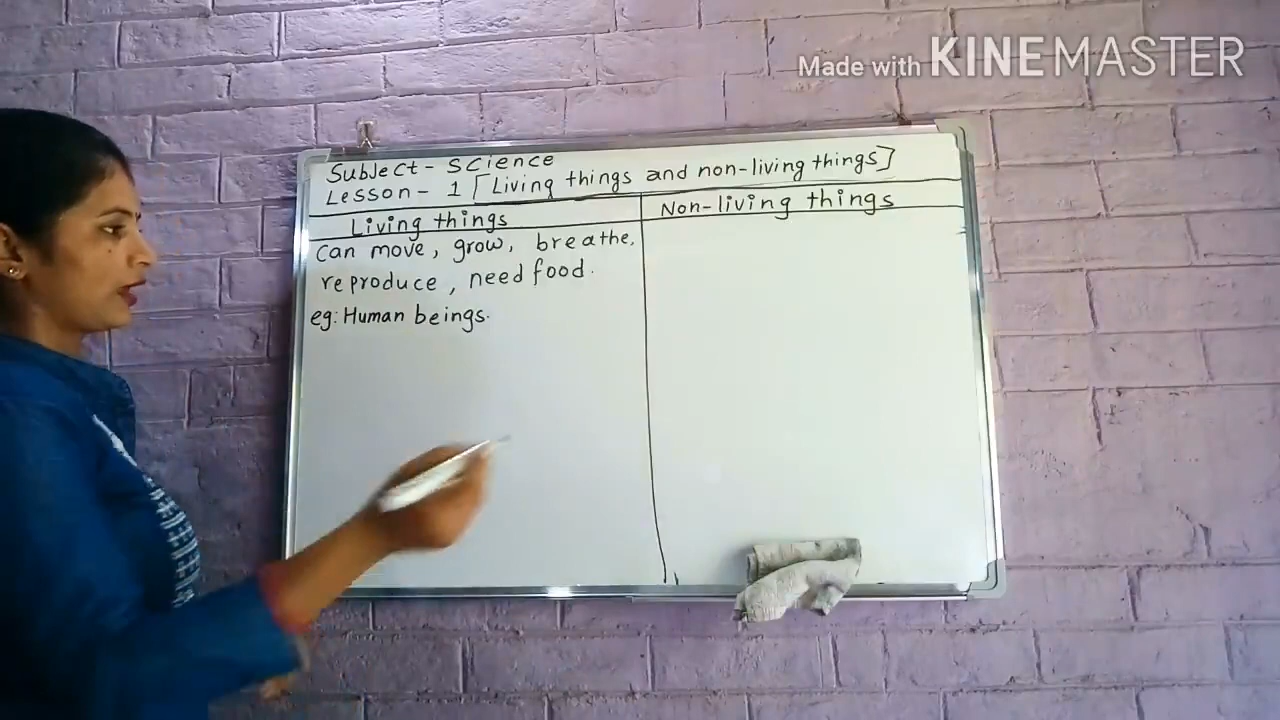 Made with KINEMASTER
Subject - Science
Lesson - 1 [Living things and non-living things]
Living things
Non-living things
can move, grow, breathe,
reproduce, need food.
eg: Human beings.